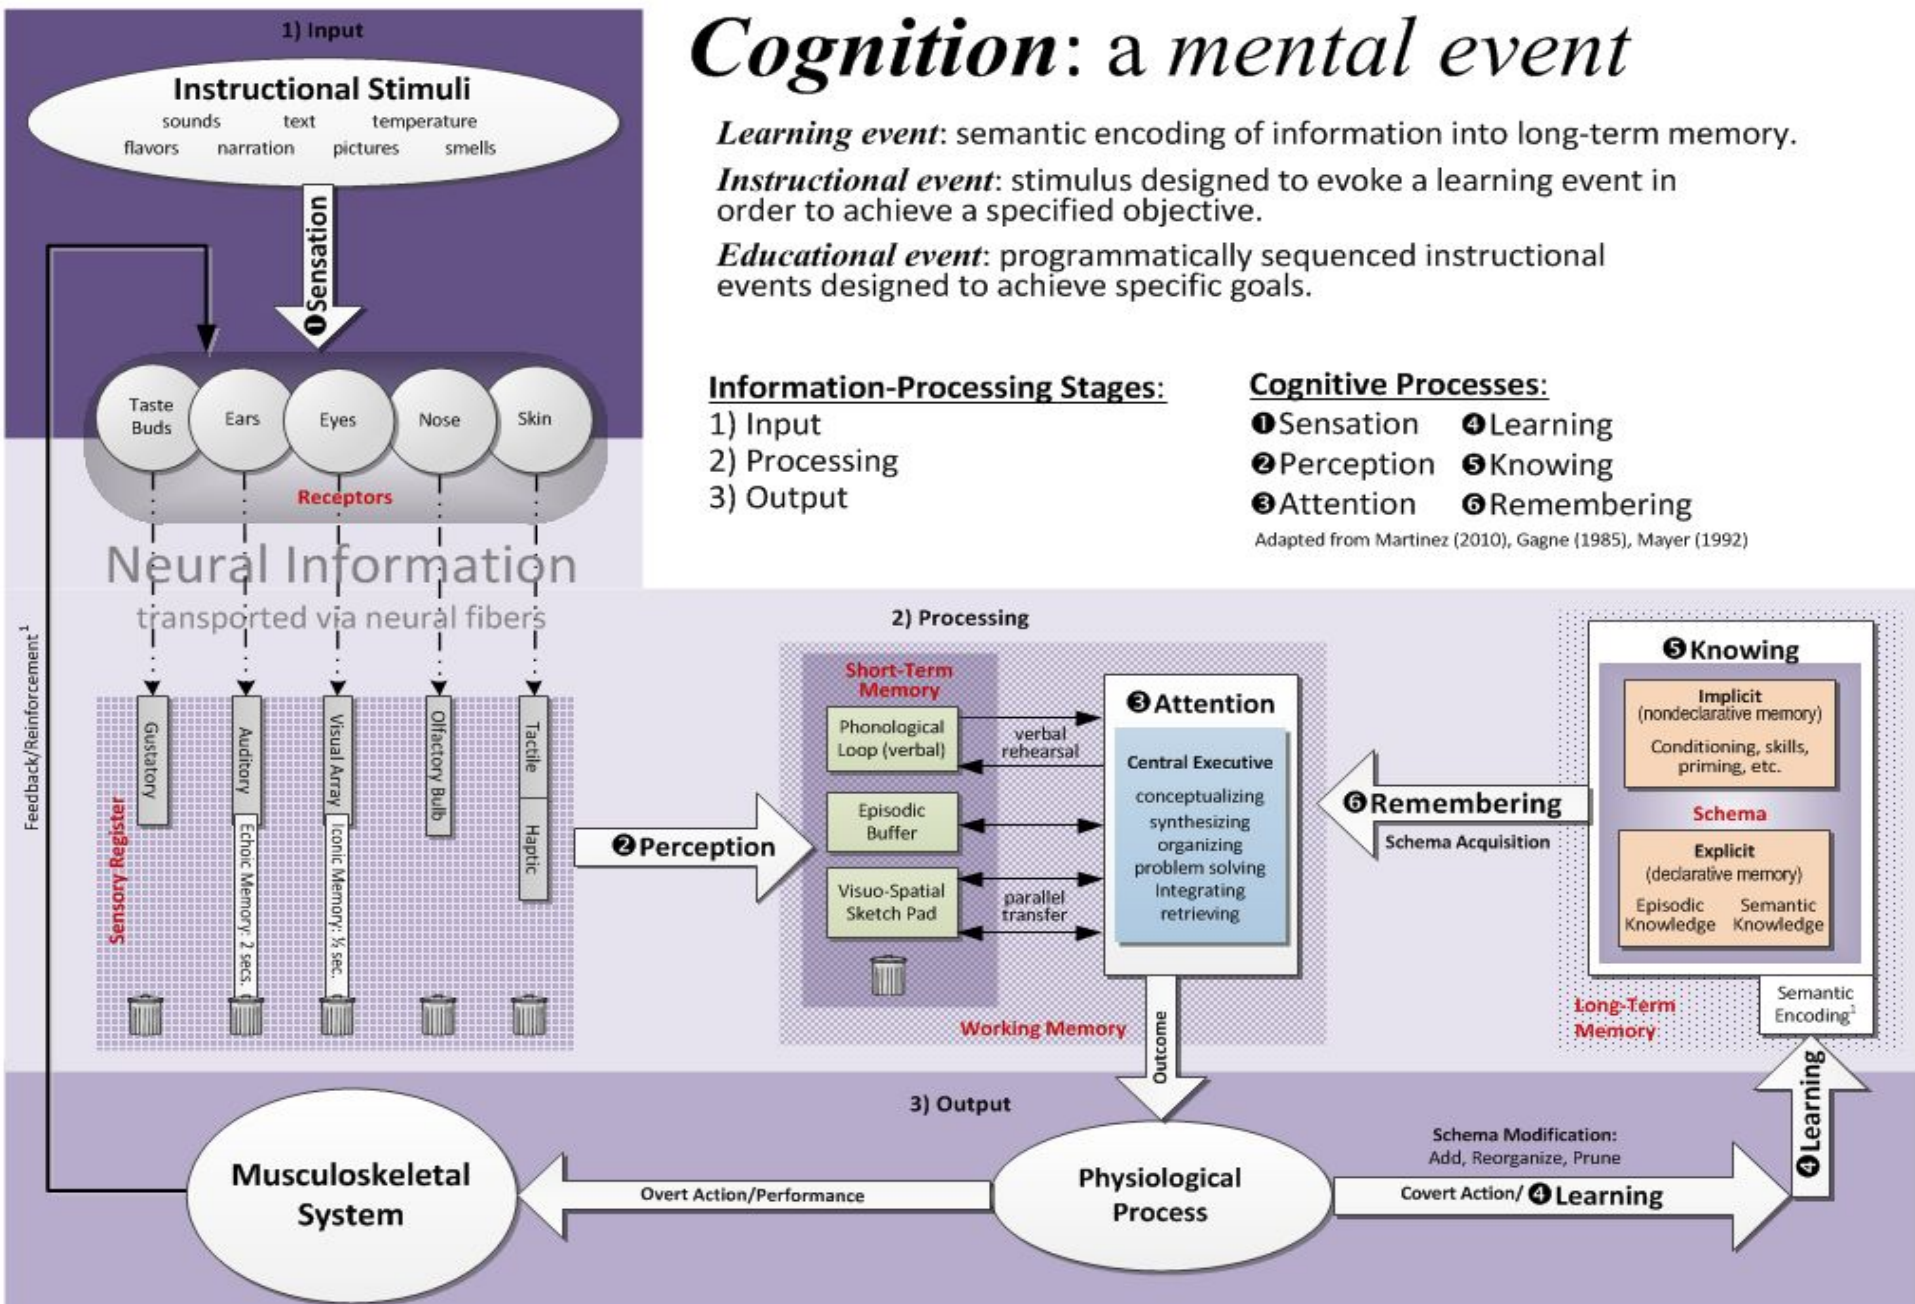 1) Input
Instructional Stimuli
sounds text temperature
flavors narration pictures smells
❶Sensation
Taste
Buds
Ears
Eyes
Nose
Skin
Receptors
Neural Information
transported via neural fibers
Cognition: a mental event
Learning event: semantic encoding of information into long-term memory.
Instructional event: stimulus designed to evoke a learning event in
order to achieve a specified objective.
Educational event: programmatically sequenced instructional
events designed to achieve specific goals.
Information-Processing Stages:
1) Input
2) Processing
3) Output
Cognitive Processes:
❶Sensation ❹Learning
❷Perception ❺Knowing
❸Attention ❻Remembering
Adapted from Martinez (2010), Gagne (1985), Mayer (1992)
Feedback/Reinforcement¹
Sensory Register
Gustatory
Auditory
Echoic Memory: 2 secs.
Visual Array
Iconic Memory: ½ sec.
Olfactory Bulb
Tactile
Haptic
❷Perception
2) Processing
Short-Term
Memory
Phonological
Loop (verbal)
Episodic
Buffer
Visuo-Spatial
Sketch Pad
verbal
rehearsal
parallel
transfer
❸Attention
Central Executive
conceptualizing
synthesizing
organizing
problem solving
Integrating
retrieving
Working Memory
❻Remembering
Schema Acquisition
❺Knowing
Implicit
(nondeclarative memory)
Conditioning, skills,
priming, etc.
Schema
Explicit
(declarative memory)
Episodic Semantic
Knowledge Knowledge
Long-Term
Memory
Semantic
Encoding¹
Outcome
3) Output
Musculoskeletal
System
Overt Action/Performance
Physiological
Process
Schema Modification:
Add, Reorganize, Prune
Covert Action/ ❹Learning
❹Learning